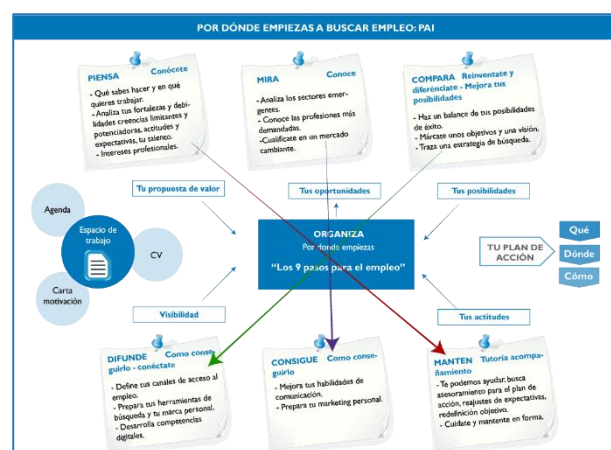 POR DÓNDE EMPIEZAS A BUSCAR EMPLEO: PAI
PIENSA Conócete
- Qué sabes hacer y en qué
quieres trabajar.
- Analiza tus fortalezas y debi-
lidades creencias limitantes y
potenciadoras, actitudes y
expectativas, tu talento.
- Intereses profesionales.
MIRA Conoce
- Analiza los sectores emer-
gentes.
- Conoce las profesiones más
demandadas.
- Cualifícate en un mercado
cambiante.
COMPARA Reinventate y
diferénciate - Mejora tus
posibilidades
- Haz un balance de tus posibilidades
de éxito.
- Márcate unos objetivos y una visión.
- Traza una estrategia de búsqueda.
Tu propuesta de valor
Tus oportunidades
Tus posibilidades
Agenda
Espacio de
trabajo
CV
Carta
motivación
ORGANIZA
Por donde empiezas
"Los 9 pasos para el empleo"
TU PLAN DE
ACCIÓN
Qué
Dónde
Cómo
Visibilidad
Tus actitudes
DIFUNDE Como conse-
guirlo - conéctate
- Define tus canales de acceso al
empleo.
- Prepara tus herramientas de
búsqueda y tu marca personal.
- Desarrolla competencias
digitales.
CONSIGUE Como conse-
guirlo
- Mejora tus habilidades de
comunicación.
- Prepara tu marketing personal.
MANTEN Tutoría acompa-
ñamiento
- Te podemos ayudar; busca
asesoramiento para el plan de
acción, reajustes de expectativas,
redefinición objetivo.
- Cuidate y mantente en forma.